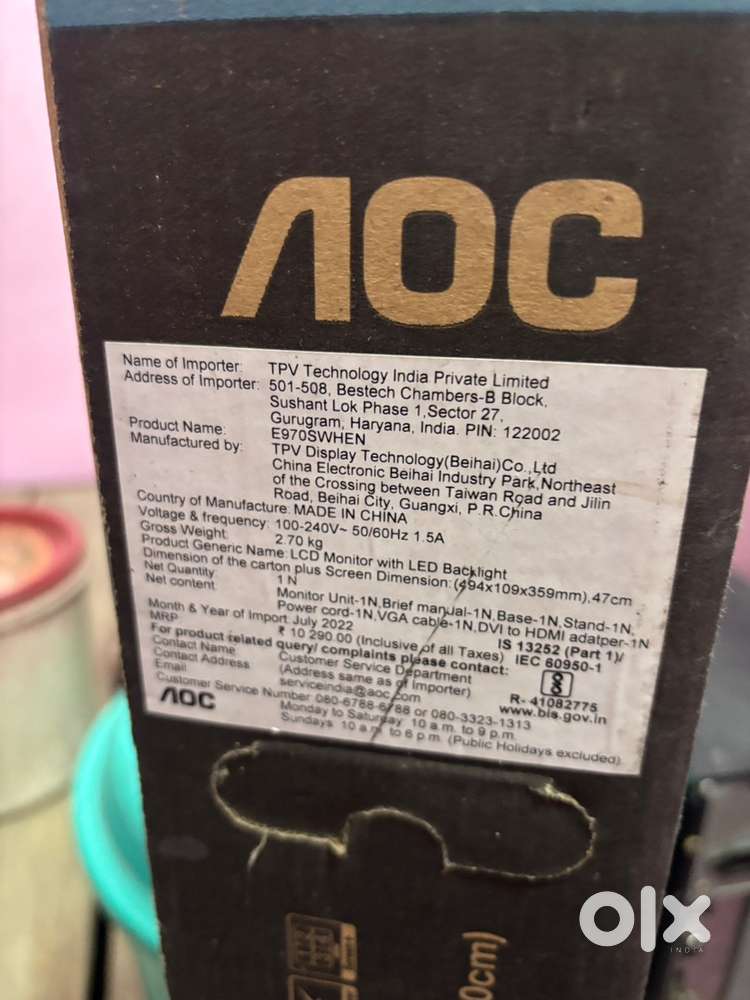 AOC
Name of Importer: TPV Technology India Private Limited
Address of Importer: 501-508, Bestech Chambers-B Block,
Sushant Lok Phase 1,Sector 27,
Gurugram, Haryana, India. PIN: 122002
Product Name: E970SWHEN
Manufactured by: TPV Display Technology(Beihai)Co.,Ltd
China Electronic Beihai Industry Park,Northeast
of the Crossing between Taiwan Road and Jilin
Road, Beihai City, Guangxi, P.R.China
Country of Manufacture: MADE IN CHINA
Voltage & frequency: 100-240V~ 50/60Hz 1.5A
Gross Weight: 2.70 kg
Product Generic Name: LCD Monitor with LED Backlight
Dimension of the carton plus Screen Dimension: (494x109x359mm),47cm
Net Quantity 1 N
Net content Monitor Unit-1N,Brief manual-1N,Base-1N,Stand-1N,
Power cord-1N,VGA cable-1N,DVI to HDMI adatper-1N
Month & Year of Import: July 2022
MRP ₹ 10 290.00 (Inclusive of all Taxes)
IS 13252 (Part 1)/
IEC 60950-1
For product related query/ complaints please contact:
Contact Name Customer Service Department
Contact Address (Address same as of Importer)
Email serviceindia@aoc.com
R- 41082775
www.bis.gov.in
Customer Service Number 080-6788-6788 or 080-3323-1313
AOC
Monday to Saturday 10 a.m. to 9 p.m.
Sundays 10 a.m. to 6 p.m. (Public Holidays excluded)
0cm)
olx
INDIA